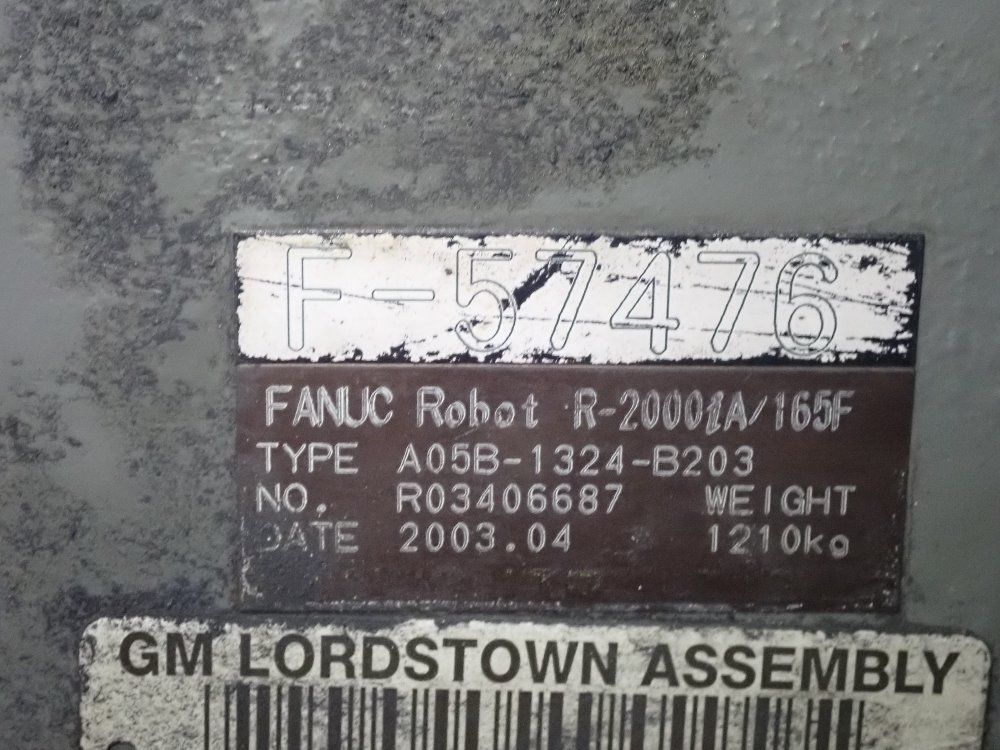 F-57476
FANUC Robot R-2000iA/165F
TYPE A05B-1324-B203
NO. R03406687 WEIGHT
DATE 2003.04 1210kg
GM LORDSTOWN ASSEMBLY